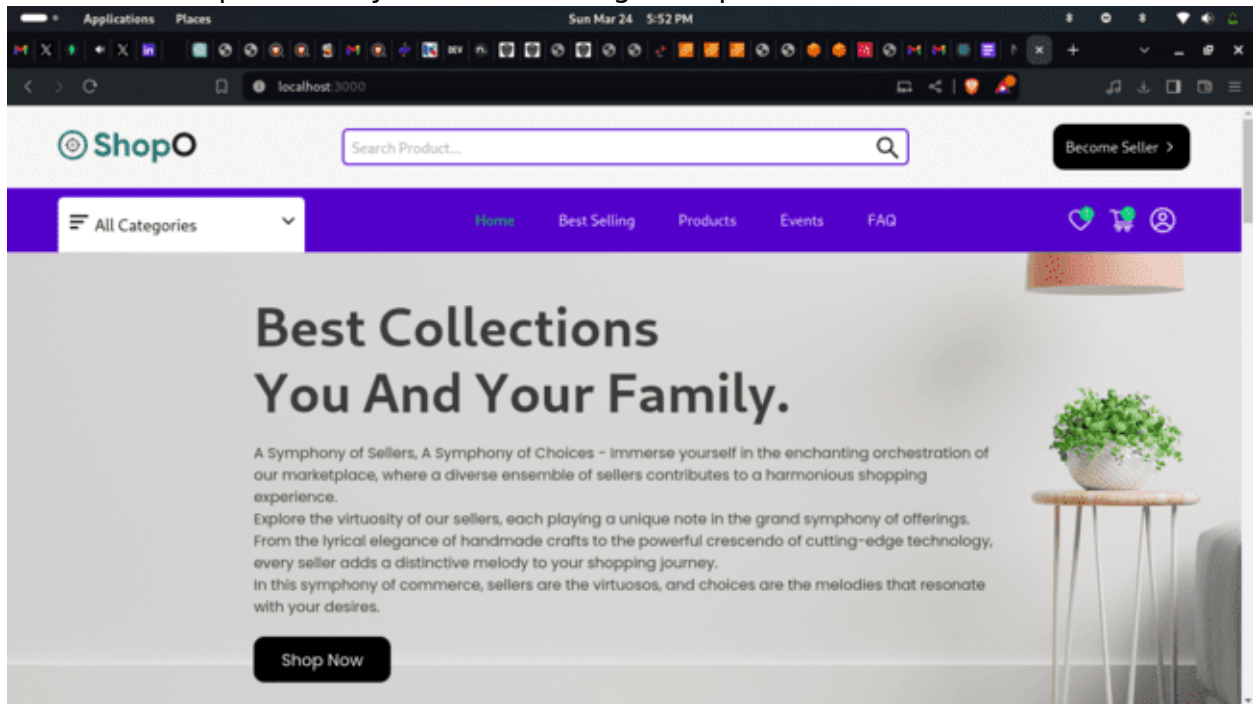 Applications Places Sun Mar 24 5:52 PM
localhost:3000
ShopO
Search Product...
Become Seller >
All Categories
Home Best Selling Products Events FAQ
Best Collections
You And Your Family.
A Symphony of Sellers, A Symphony of Choices - Immerse yourself in the enchanting orchestration of
our marketplace, where a diverse ensemble of sellers contributes to a harmonious shopping
experience.
Explore the virtuosity of our sellers, each playing a unique note in the grand symphony of offerings.
From the lyrical elegance of handmade crafts to the powerful crescendo of cutting-edge technology,
every seller adds a distinctive melody to your shopping journey.
In this symphony of commerce, sellers are the virtuosos, and choices are the melodies that resonate
with your desires.
Shop Now